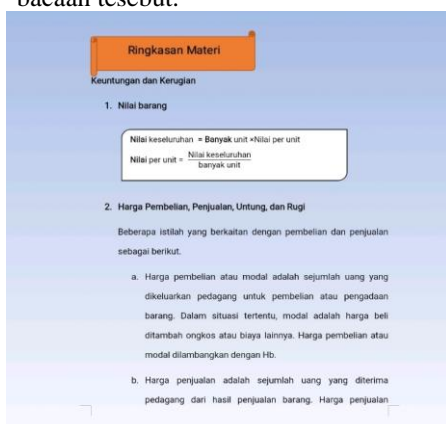 bacaan tesebut.
Ringkasan Materi
Keuntungan dan Kerugian
1. Nilai barang
Nilai keseluruhan = Banyak unit ×Nilai per unit
Nilai per unit = Nilai keseluruhan
banyak unit
2. Harga Pembelian, Penjualan, Untung, dan Rugi
Beberapa istilah yang berkaitan dengan pembelian dan penjualan
sebagai berikut.
a. Harga pembelian atau modal adalah sejumlah uang yang
dikeluarkan pedagang untuk pembelian atau pengadaan
barang. Dalam situasi tertentu, modal adalah harga beli
ditambah ongkos atau biaya lainnya. Harga pembelian atau
modal dilambangkan dengan Hb.
b. Harga penjualan adalah sejumlah uang yang diterima
pedagang dari hasil penjualan barang. Harga penjualan